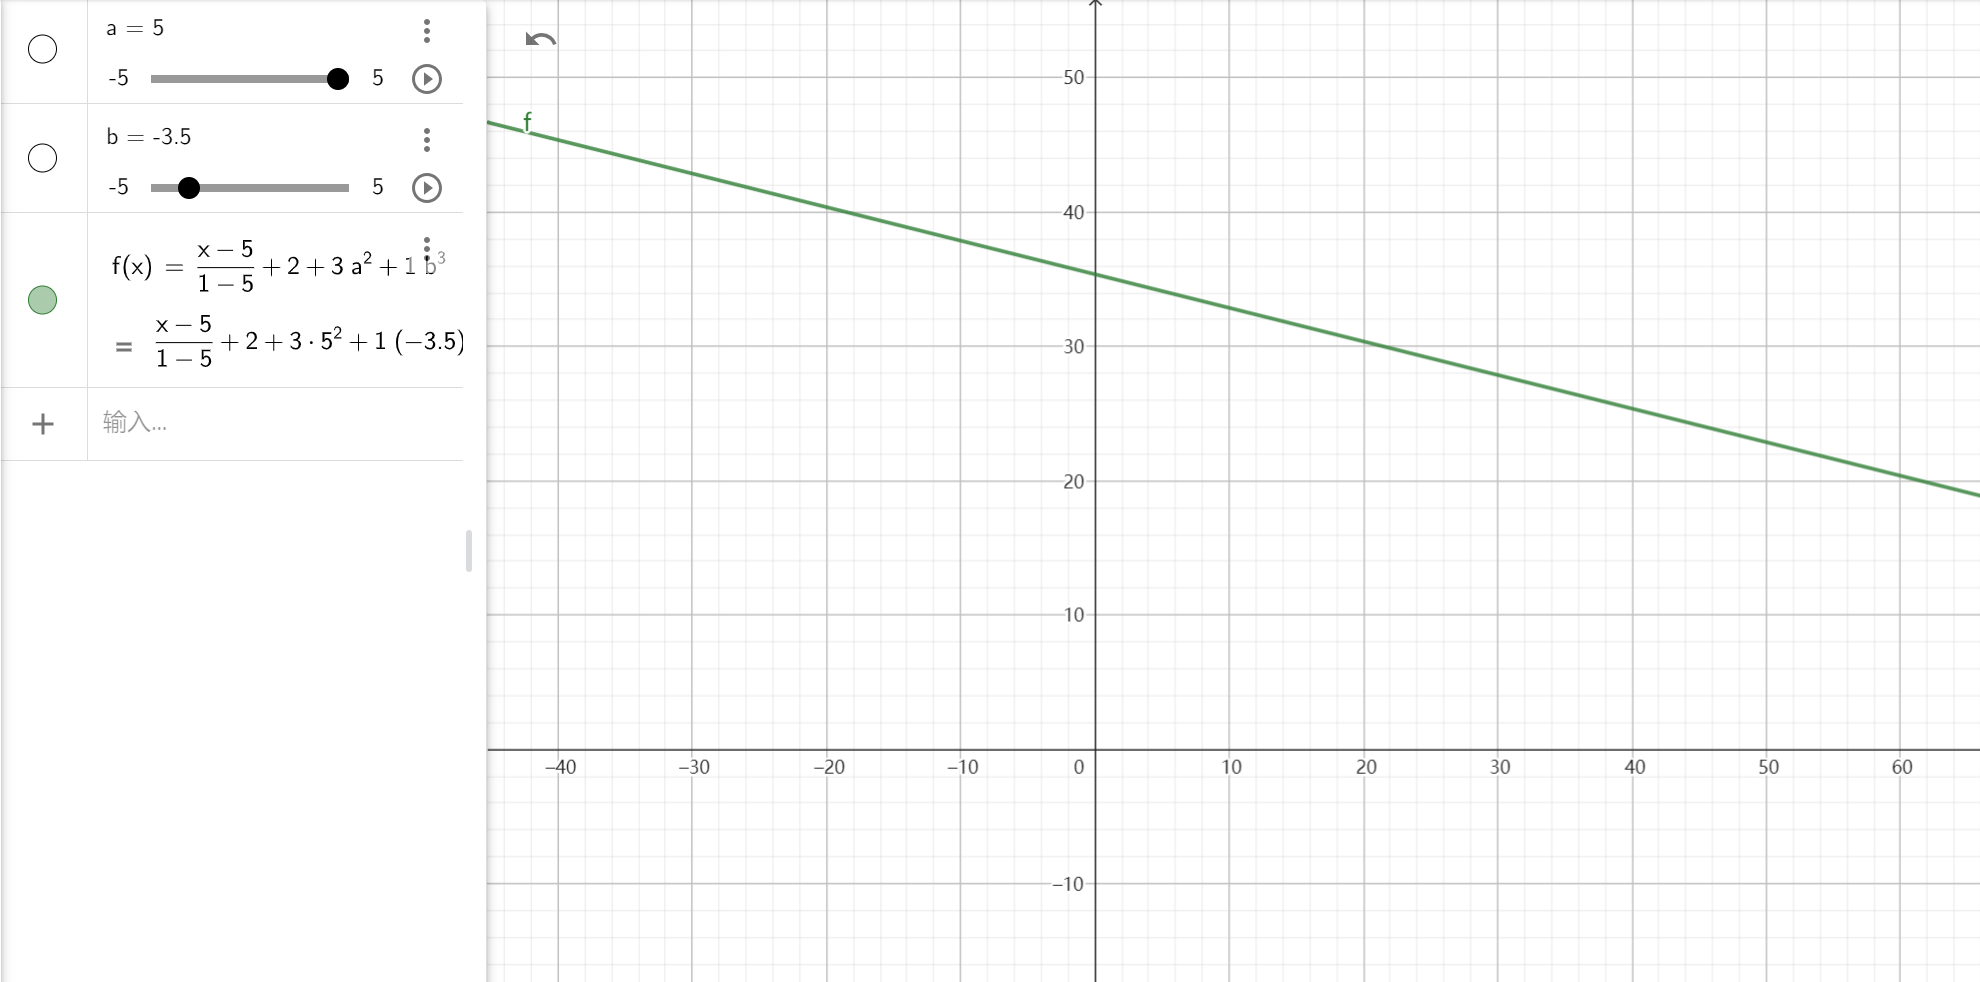 a = 5
-5 5
b = -3.5
-5 5
f(x) = (x − 5)/(1 − 5) + 2 + 3 a² + 1 b³
= (x − 5)/(1 − 5) + 2 + 3 · 5² + 1 (−3.5)
输入...
f
50
40
30
20
10
−40 −30 −20 −10 0 10 20 30 40 50 60
−10